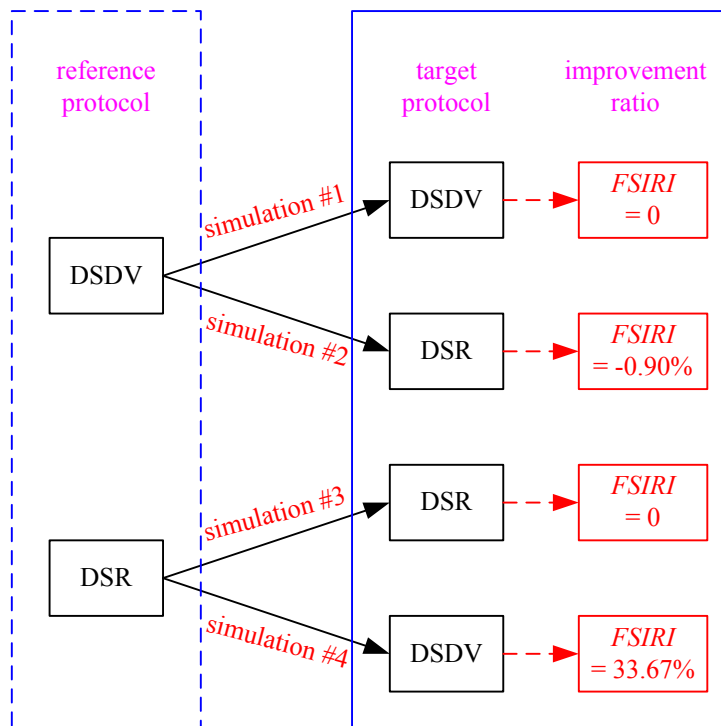 reference
protocol
target
protocol
improvement
ratio
DSDV
simulation #1
DSDV
FSIRI
= 0
simulation #2
DSR
FSIRI
= -0.90%
DSR
simulation #3
DSR
FSIRI
= 0
simulation #4
DSDV
FSIRI
= 33.67%